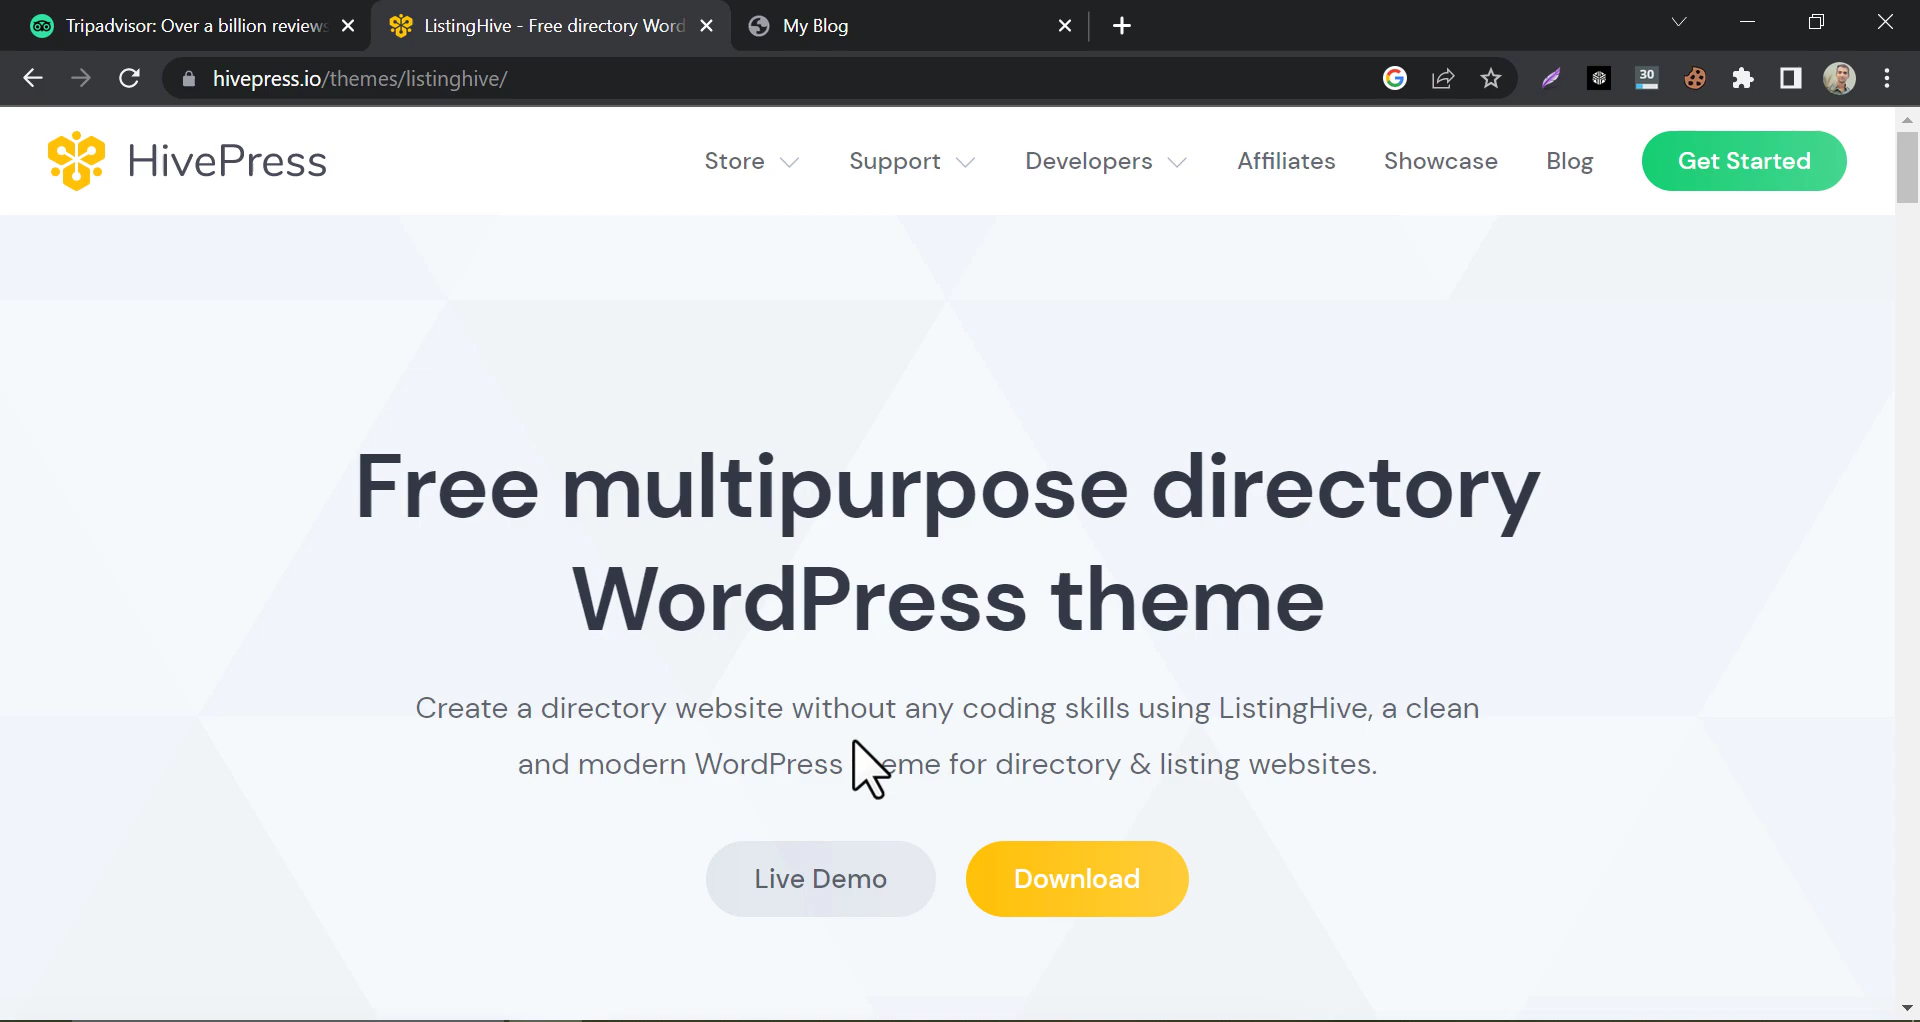 Tripadvisor: Over a billion reviews
ListingHive - Free directory Word
My Blog
hivepress.io/themes/listinghive/
30
HivePress
Store
Support
Developers
Affiliates
Showcase
Blog
Get Started
Free multipurpose directory
WordPress theme
Create a directory website without any coding skills using ListingHive, a clean
and modern WordPress eme for directory & listing websites.
Live Demo
Download